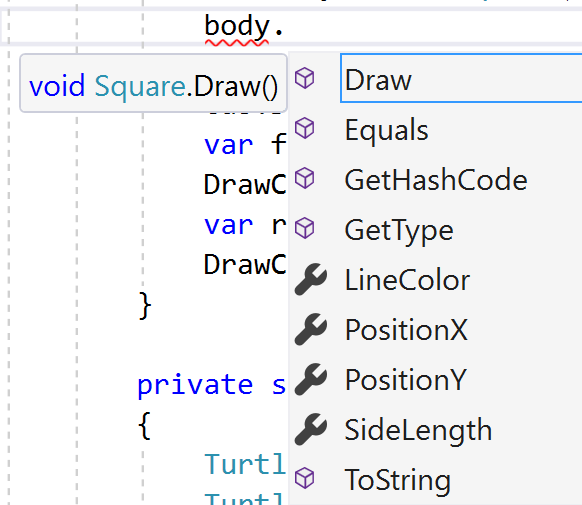 body.
void Square.Draw()
Draw
Equals
GetHashCode
GetType
LineColor
PositionX
PositionY
SideLength
ToString
var f
DrawC
var r
DrawC
}
private s
{
Turtl